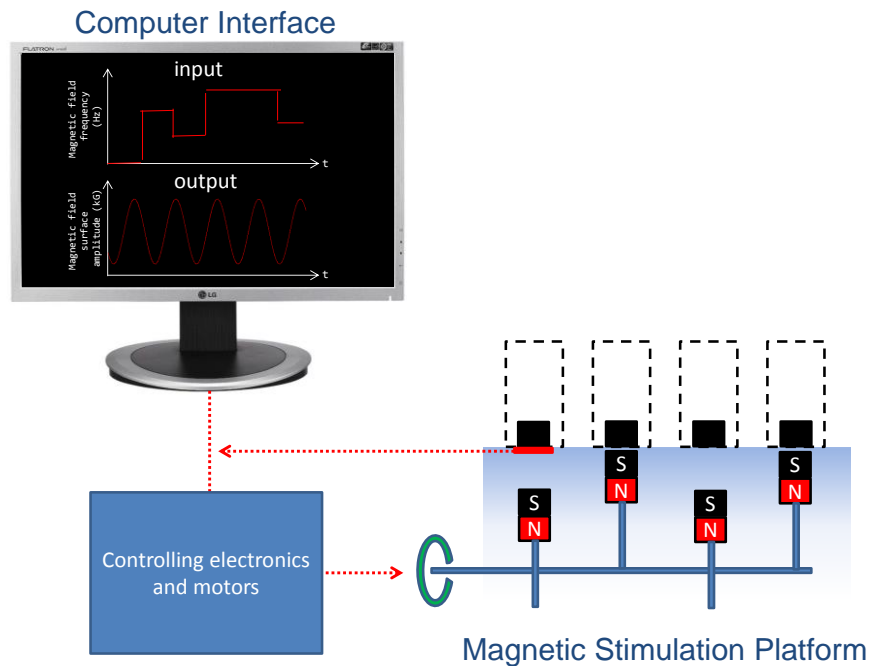 Computer Interface
FLATRON
input
Magnetic field
frequency
(Hz)
t
output
Magnetic field
surface
amplitude (kG)
t
LG
S
N
S
N
S
N
S
N
Controlling electronics
and motors
Magnetic Stimulation Platform